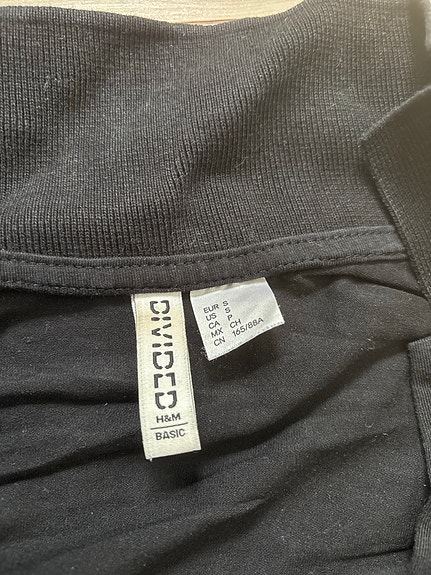 DIVIDED
H&M
BASIC
EUR S
US S
CA P
MX CH
CN 165/88A